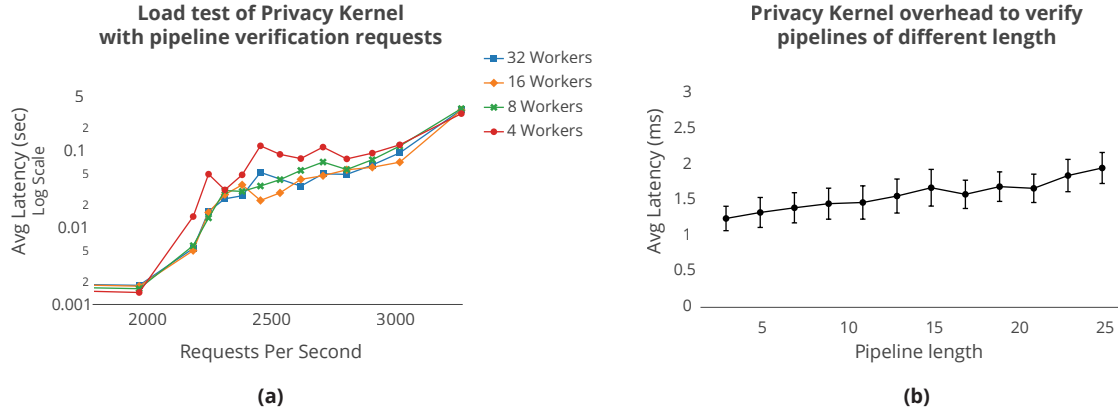 Load test of Privacy Kernel
with pipeline verification requests
32 Workers
16 Workers
8 Workers
4 Workers
Avg Latency (sec)
Log Scale
5
2
0.1
5
2
0.01
5
2
0.001
2000
2500
3000
Requests Per Second
(a)
Privacy Kernel overhead to verify
pipelines of different length
Avg Latency (ms)
3
2.5
2
1.5
1
0.5
0
5
10
15
20
25
Pipeline length
(b)